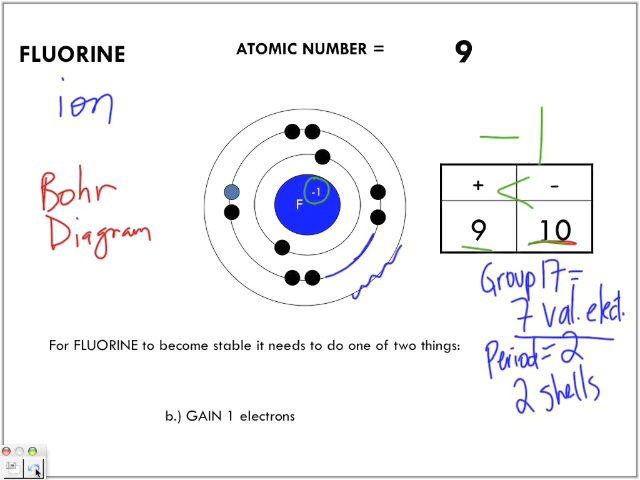 FLUORINE
ATOMIC NUMBER =
9
ion
Bohr
Diagram
F
-1
-1
+ < -
9 10
Group 17 =
7 val. elect.
Period = 2
2 shells
For FLUORINE to become stable it needs to do one of two things:
b.) GAIN 1 electrons